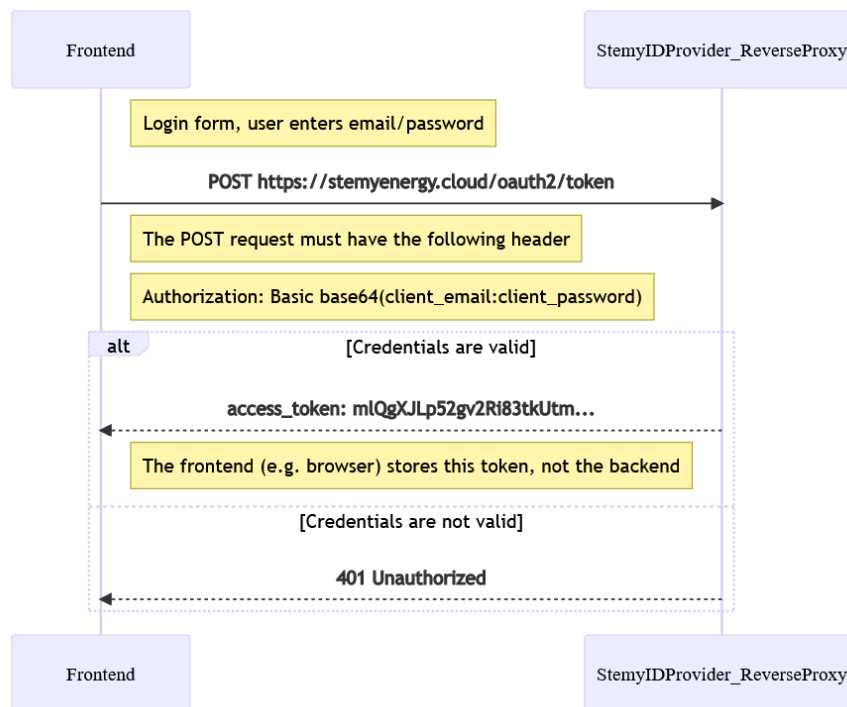 Frontend
StemyIDProvider_ReverseProxy
Login form, user enters email/password
POST https://stemyenergy.cloud/oauth2/token
The POST request must have the following header
Authorization: Basic base64(client_email:client_password)
alt
[Credentials are valid]
access_token: mlQgXJLp52gv2Ri83tkUtm...
The frontend (e.g. browser) stores this token, not the backend
[Credentials are not valid]
401 Unauthorized
Frontend
StemyIDProvider_ReverseProxy